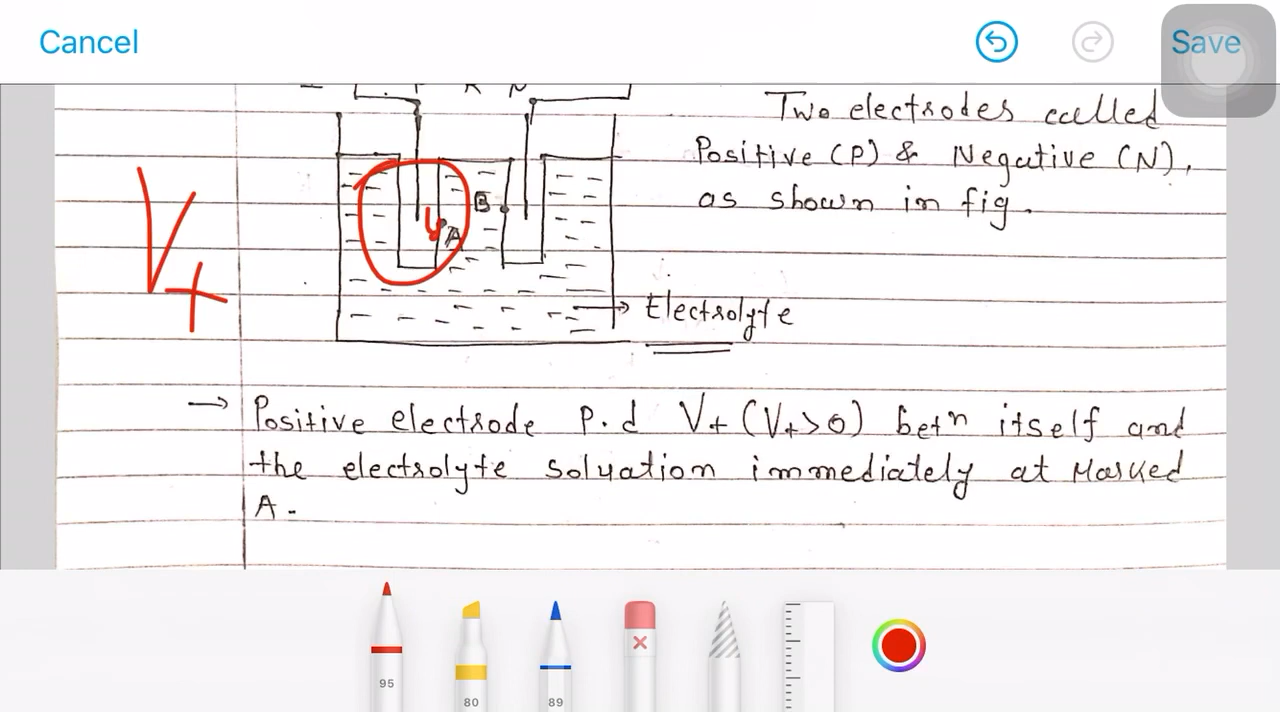 Cancel
Save
P R N
Two electrodes called
Positive (P) & Negative (N),
as shown in fig.
B
A
V+
Electrolyte
→ Positive electrode P.d V+ (V+>0) betn itself and
the electrolyte soluation immediately at Marked
A.
95
80
89